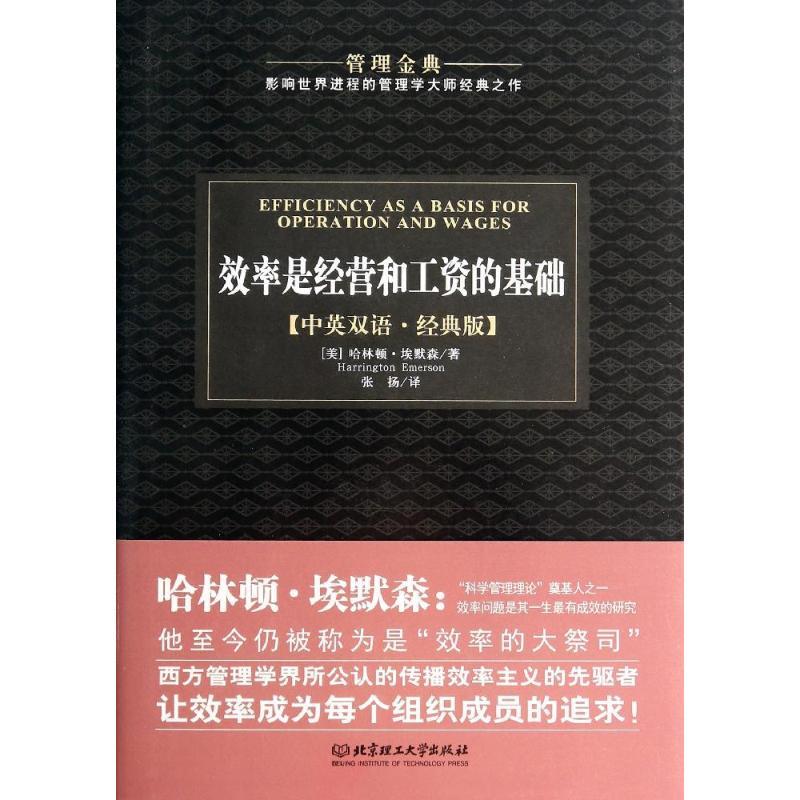 管理金典
影响世界进程的管理学大师经典之作
EFFICIENCY AS A BASIS FOR
OPERATION AND WAGES
效率是经营和工资的基础
【中英双语·经典版】
[美] 哈林顿·埃默森/著
Harrington Emerson
张 扬/译
哈林顿·埃默森：
“科学管理理论”奠基人之一
效率问题是其一生最有成效的研究
他至今仍被称为是“效率的大祭司”
西方管理学界所公认的传播效率主义的先驱者
让效率成为每个组织成员的追求！
北京理工大学出版社
BEIJING INSTITUTE OF TECHNOLOGY PRESS